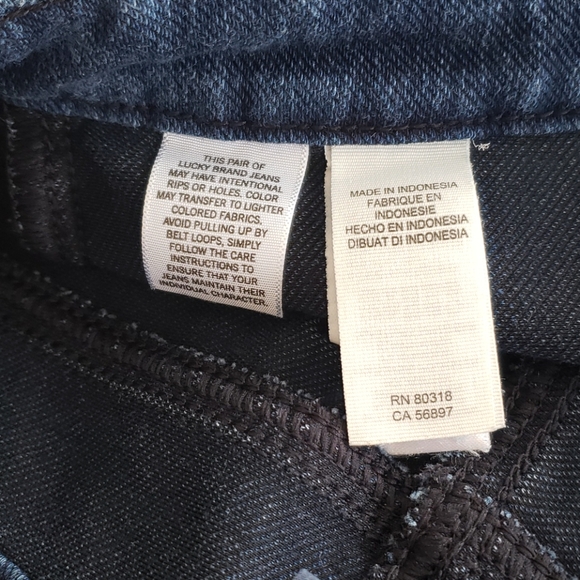 THIS PAIR OF
LUCKY BRAND JEANS
MAY HAVE INTENTIONAL
RIPS OR HOLES. COLOR
MAY TRANSFER TO LIGHTER
COLORED FABRICS.
AVOID PULLING UP BY
BELT LOOPS, SIMPLY
FOLLOW THE CARE
INSTRUCTIONS TO
ENSURE THAT YOUR
JEANS MAINTAIN THEIR
INDIVIDUAL CHARACTER.
MADE IN INDONESIA
FABRIQUE EN
INDONESIE
HECHO EN INDONESIA
DIBUAT DI INDONESIA
RN 80318
CA 56897